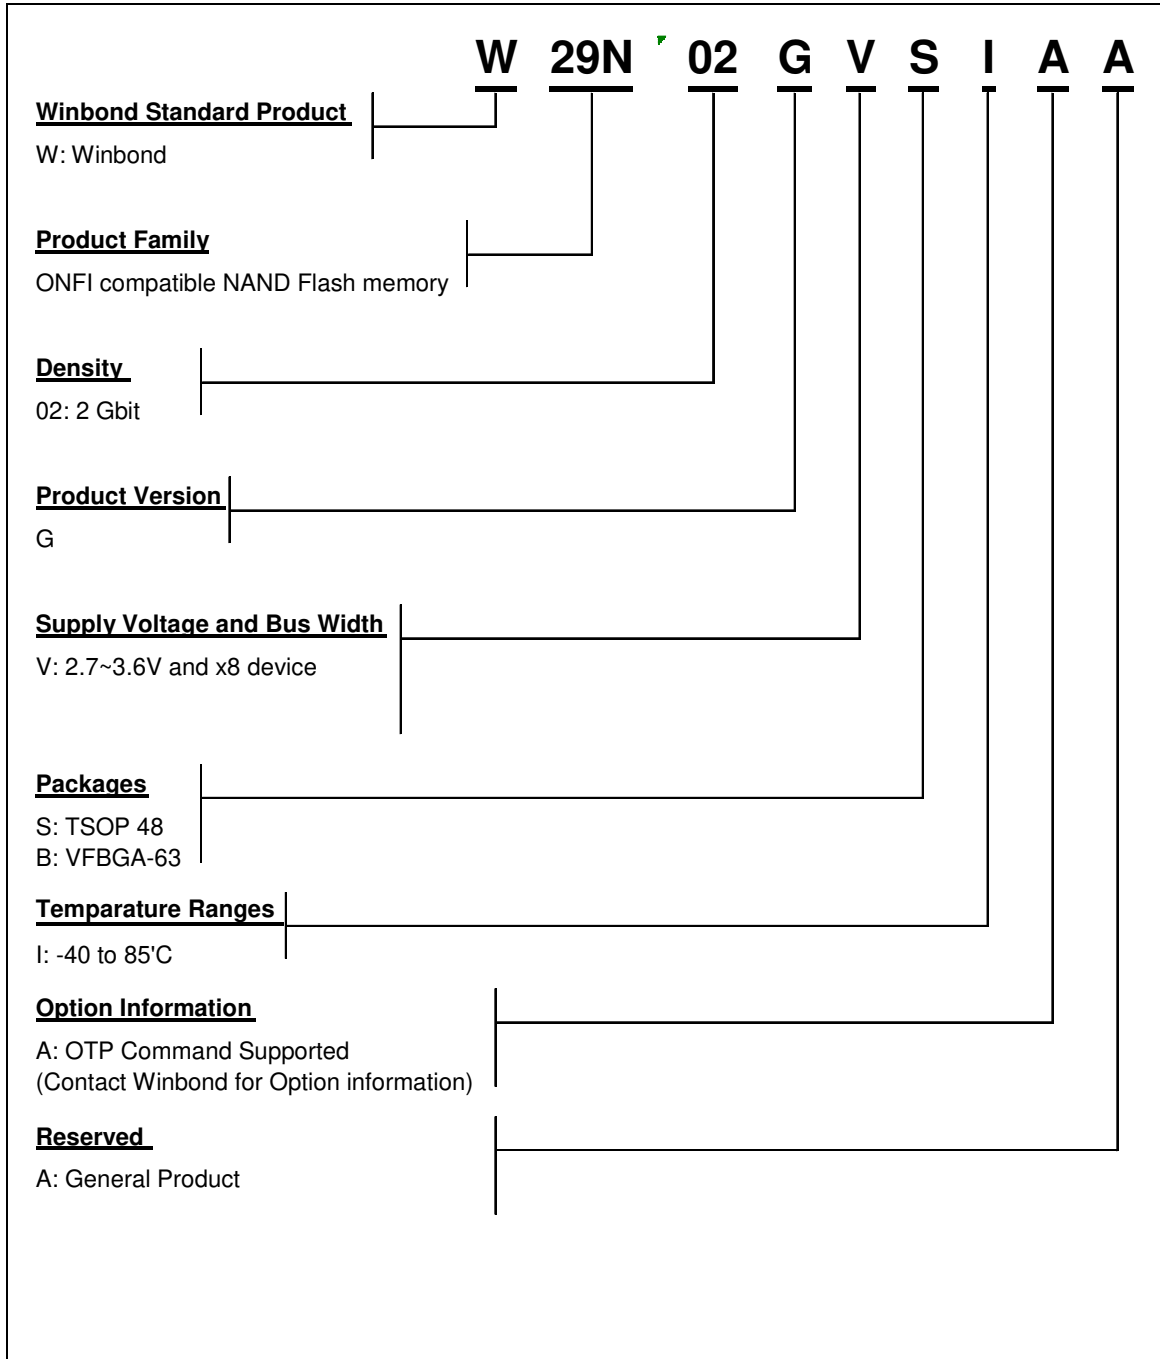 W 29N 02 G V S I A A
Winbond Standard Product
W: Winbond
Product Family
ONFI compatible NAND Flash memory
Density
02: 2 Gbit
Product Version
G
Supply Voltage and Bus Width
V: 2.7~3.6V and x8 device
Packages
S: TSOP 48
B: VFBGA-63
Temparature Ranges
I: -40 to 85'C
Option Information
A: OTP Command Supported
(Contact Winbond for Option information)
Reserved
A: General Product